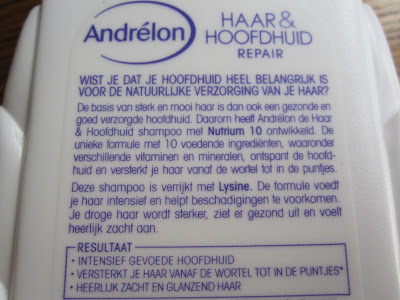 Andrélon
HAAR &
HOOFDHUID
REPAIR
WIST JE DAT JE HOOFDHUID HEEL BELANGRIJK IS
VOOR DE NATUURLIJKE VERZORGING VAN JE HAAR?
De basis van sterk en mooi haar is dan ook een gezonde en
goed verzorgde hoofdhuid. Daarom heeft Andrélon de Haar
& Hoofdhuid shampoo met Nutrium 10 ontwikkeld. De
unieke formule met 10 voedende ingrediënten, waaronder
verschillende vitaminen en mineralen, ontspant de hoofd-
huid en versterkt je haar vanaf de wortel tot in de puntjes.
Deze shampoo is verrijkt met Lysine. De formule voedt
je haar intensief en helpt beschadigingen te voorkomen.
Je droge haar wordt sterker, ziet er gezond uit en voelt
heerlijk zacht aan.
RESULTAAT
• INTENSIEF GEVOEDE HOOFDHUID
• VERSTERKT JE HAAR VANAF DE WORTEL TOT IN DE PUNTJES*
• HEERLIJK ZACHT EN GLANZEND HAAR